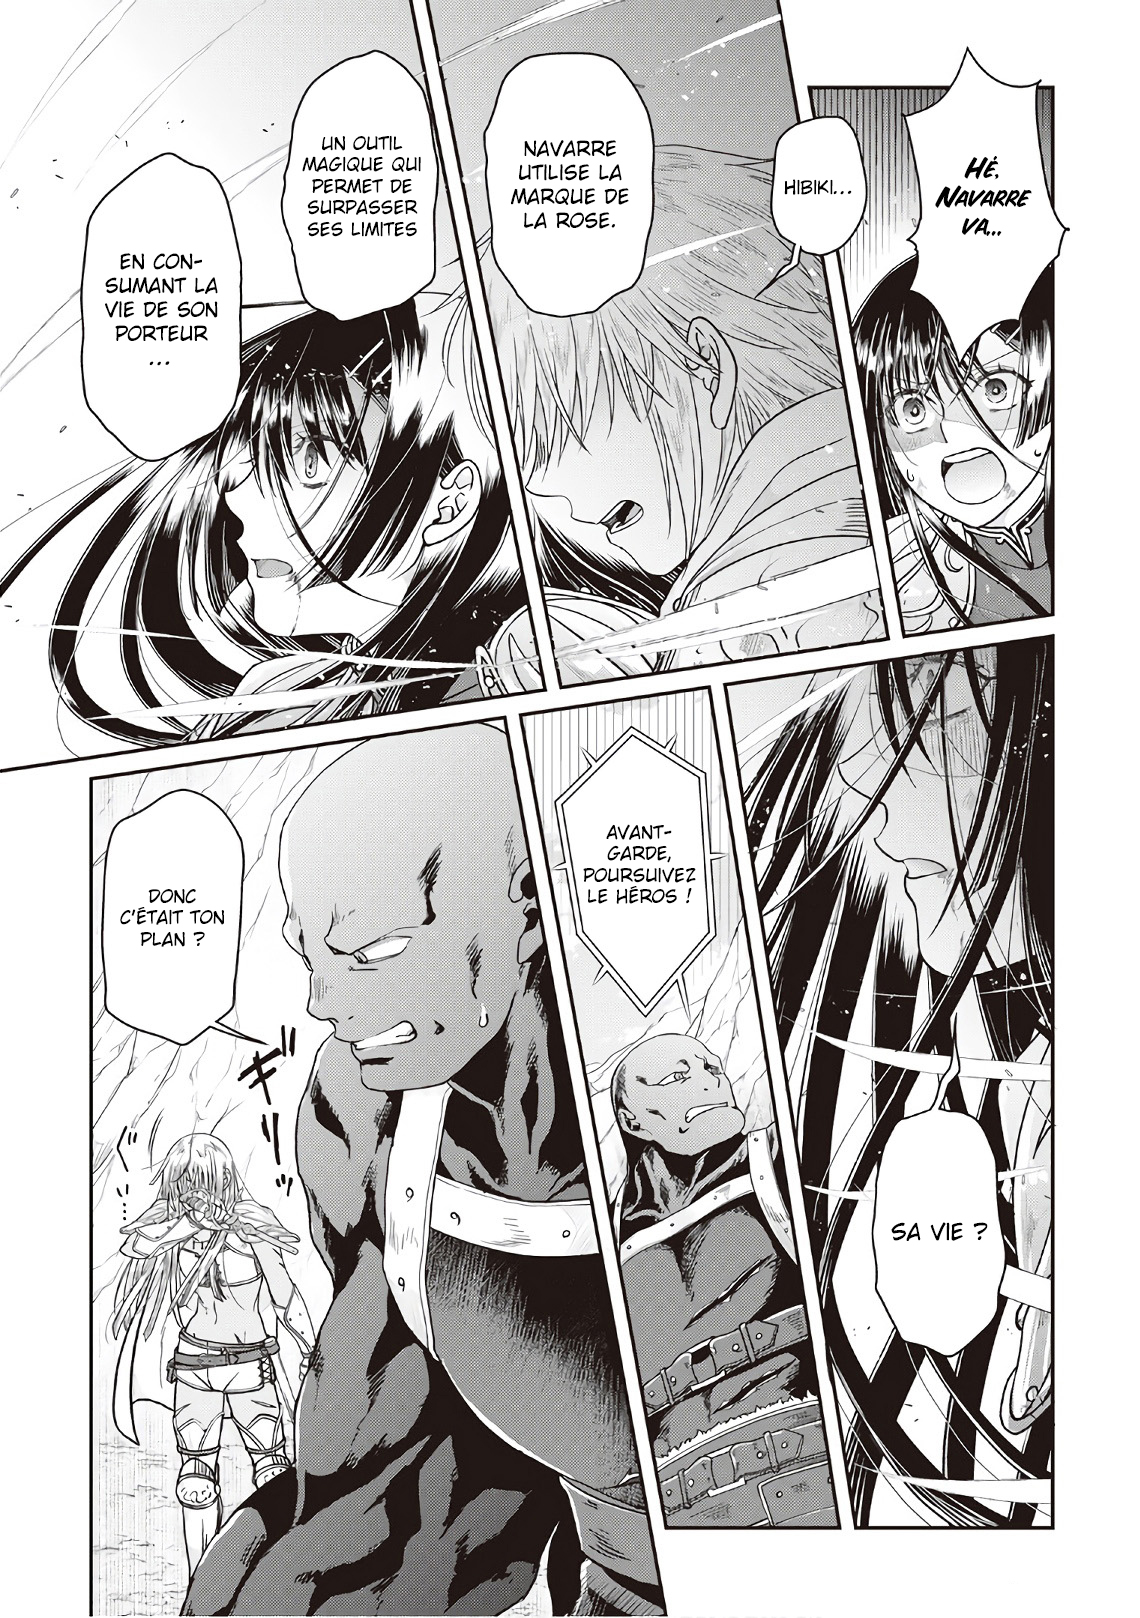 HÉ,
NAVARRE
VA...
HIBIKI...
NAVARRE
UTILISE LA
MARQUE DE
LA ROSE.
UN OUTIL
MAGIQUE QUI
PERMET DE
SURPASSER
SES LIMITES
EN CON-
SUMANT LA
VIE DE SON
PORTEUR
...
SA VIE ?
AVANT-
GARDE,
POURSUIVEZ
LE HÉROS !
DONC
C'ÉTAIT TON
PLAN ?
ギギ...